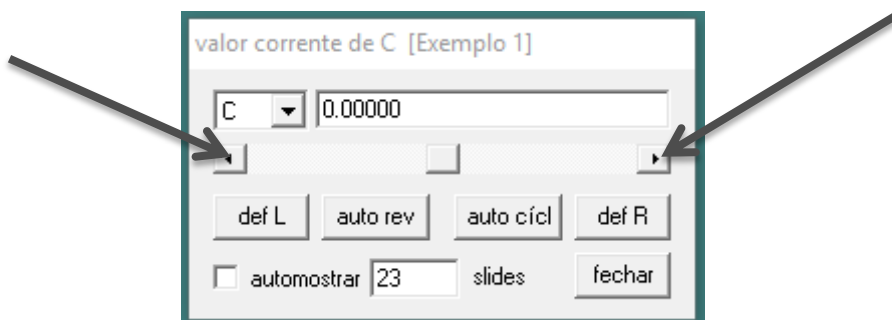 valor corrente de C [Exemplo 1]
C 0.00000
def L auto rev auto cícl def R
automostrar 23 slides fechar